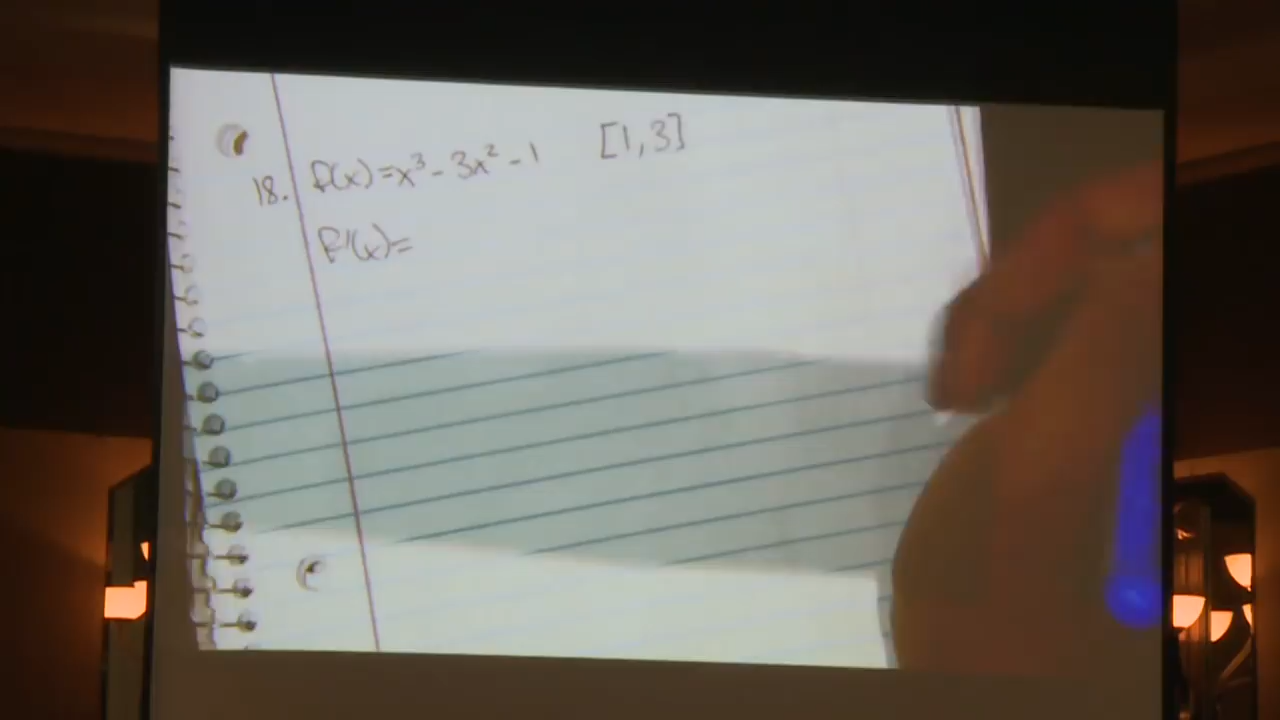 18. f(x)=x³-3x²-1 [1,3]
f'(x)=